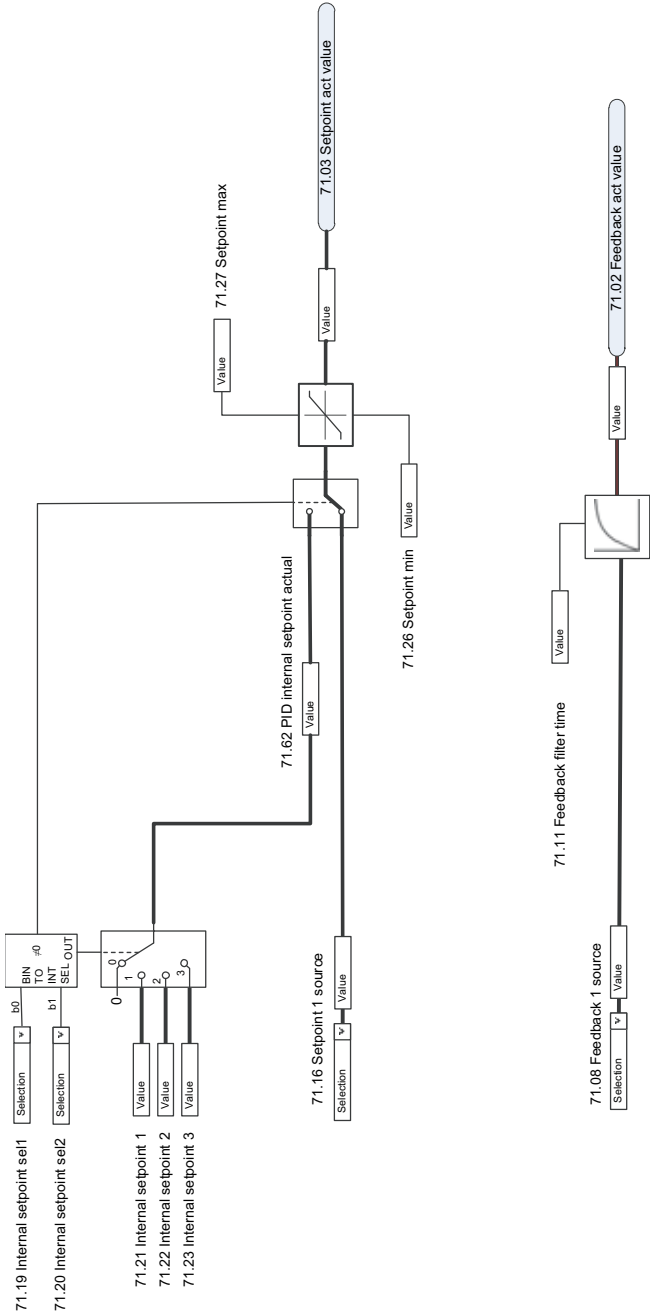 71.19 Internal setpoint sel1
Selection
b0
71.20 Internal setpoint sel2
Selection
b1
BIN
TO
INT
SEL
≠0
OUT
71.21 Internal setpoint 1
Value
71.22 Internal setpoint 2
Value
71.23 Internal setpoint 3
Value
0
0
1
2
3
71.62 PID internal setpoint actual
Value
71.16 Setpoint 1 source
Selection
Value
71.27 Setpoint max
Value
71.26 Setpoint min
Value
Value
71.03 Setpoint act value
71.11 Feedback filter time
Value
71.08 Feedback 1 source
Selection
Value
Value
71.02 Feedback act value